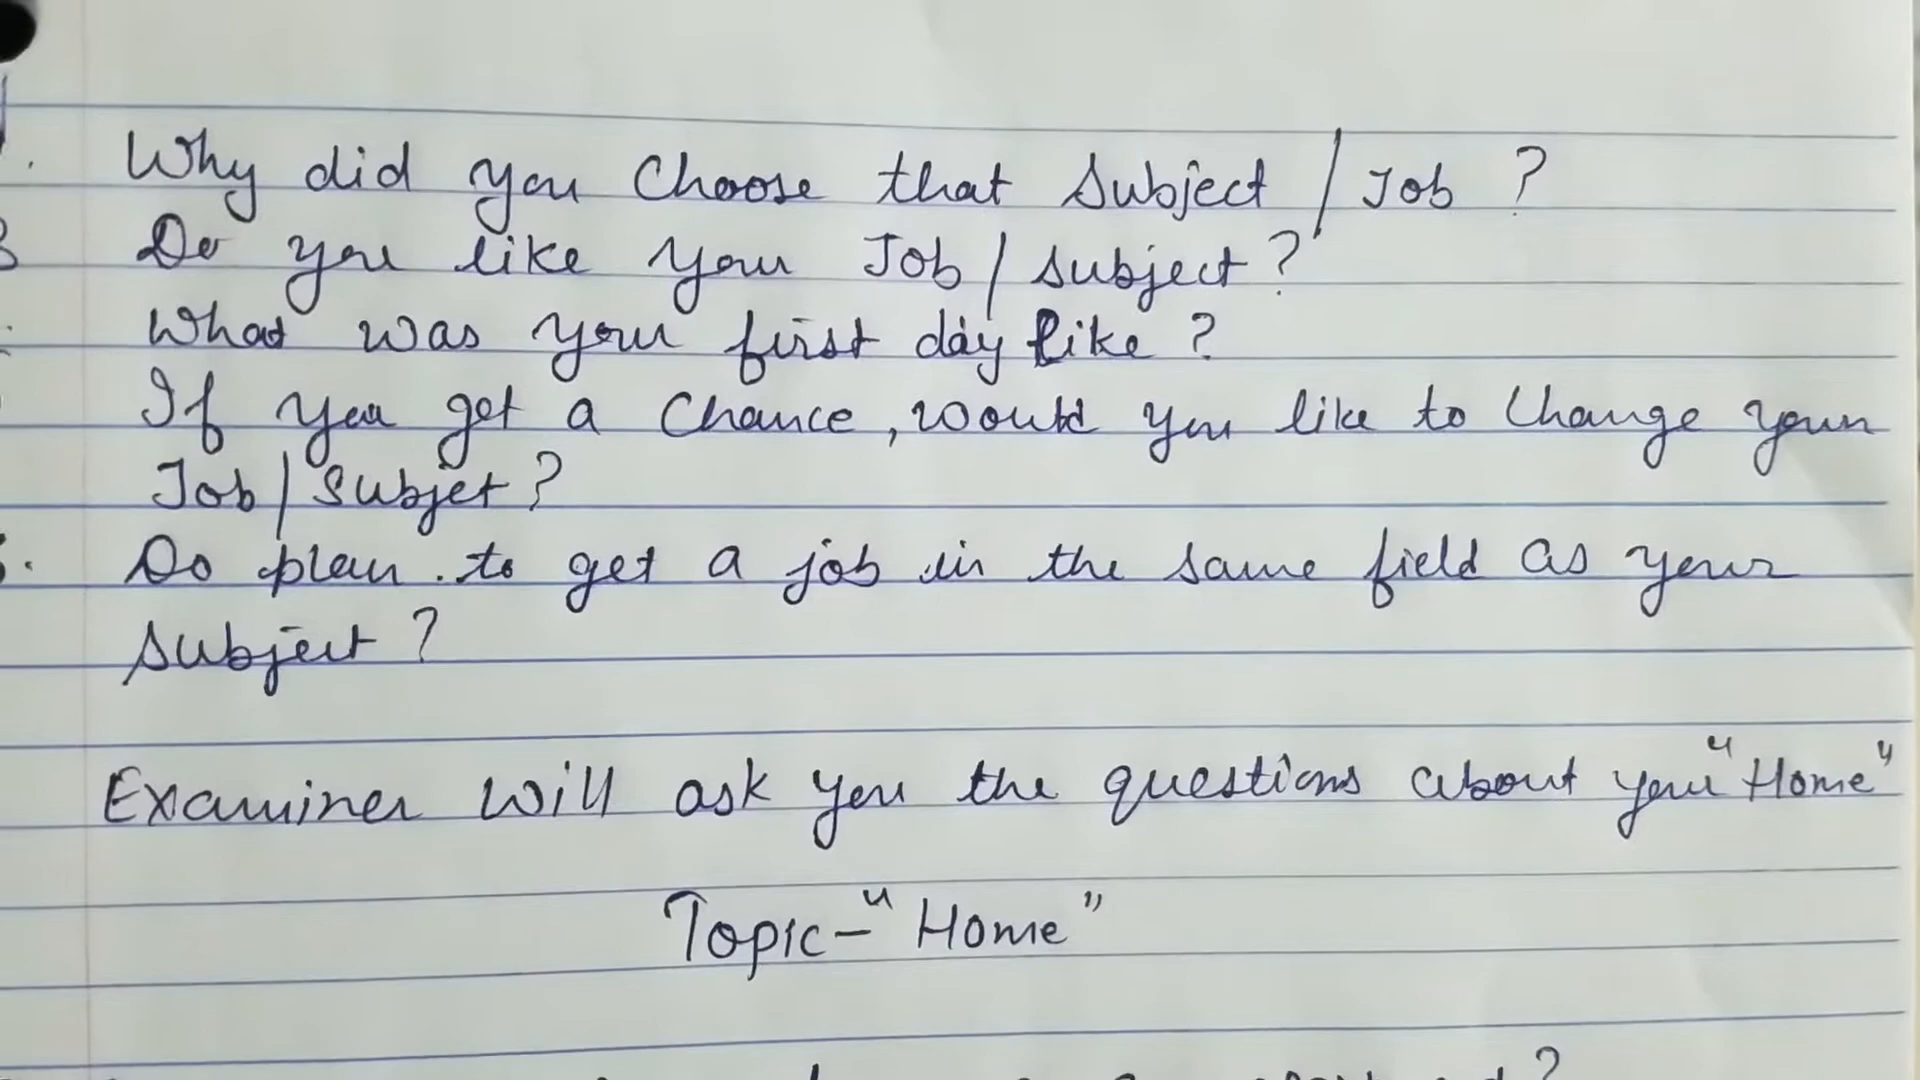 Why did you choose that subject / Job ?
3 Do you like your Job / subject ?
What was your first day like ?
If you get a chance, would you like to change your
Job / subjet ?
Do plan . to get a job in the same field as your
subject ?
Examiner will ask you the questions about your "Home"
Topic - "Home"